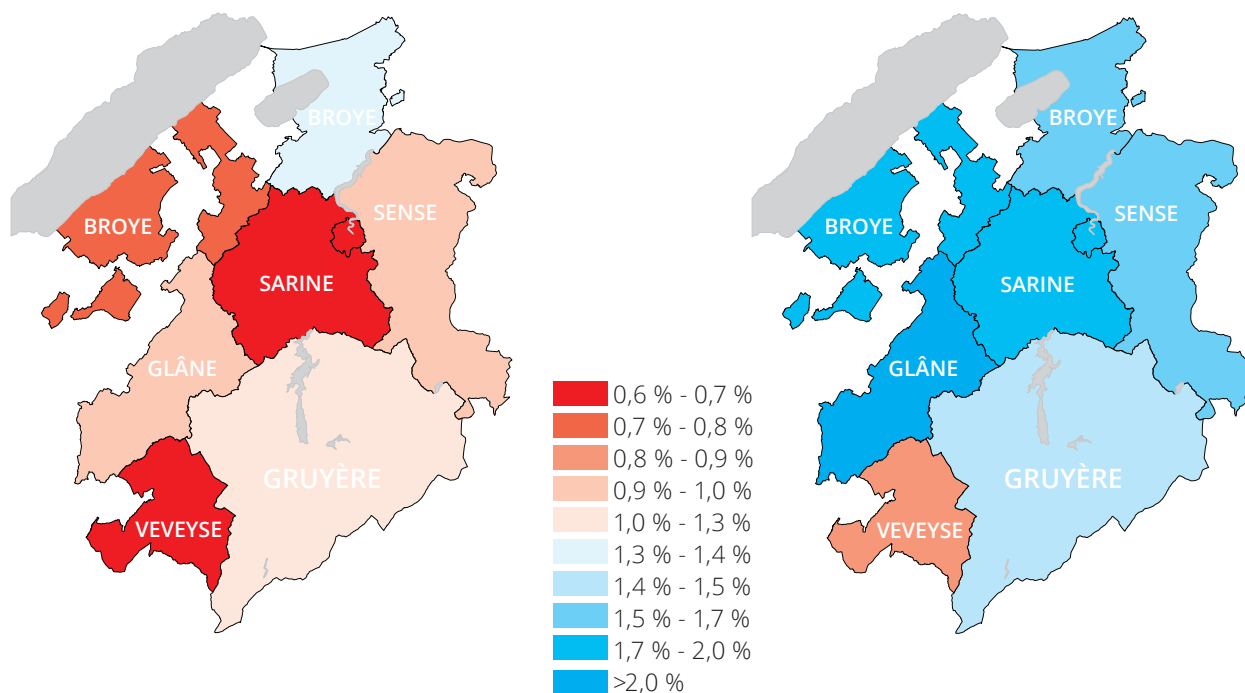 BROYE
BROYE
SENSE
SARINE
GLÂNE
GRUYÈRE
VEVEYSE
0,6 % - 0,7 %
0,7 % - 0,8 %
0,8 % - 0,9 %
0,9 % - 1,0 %
1,0 % - 1,3 %
1,3 % - 1,4 %
1,4 % - 1,5 %
1,5 % - 1,7 %
1,7 % - 2,0 %
>2,0 %
BROYE
BROYE
SENSE
SARINE
GLÂNE
GRUYÈRE
VEVEYSE